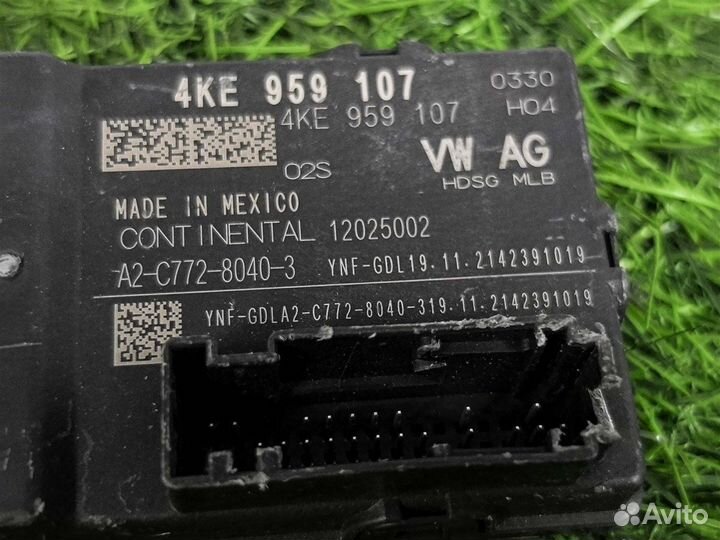 4KE 959 107
4KE 959 107
0330
H04
02S
VW AG
HDSG MLB
MADE IN MEXICO
CONTINENTAL 12025002
A2-C772-8040-3 YNF-GDL19.11.2142391019
YNF-GDLA2-C772-8040-319.11.2142391019
Avito